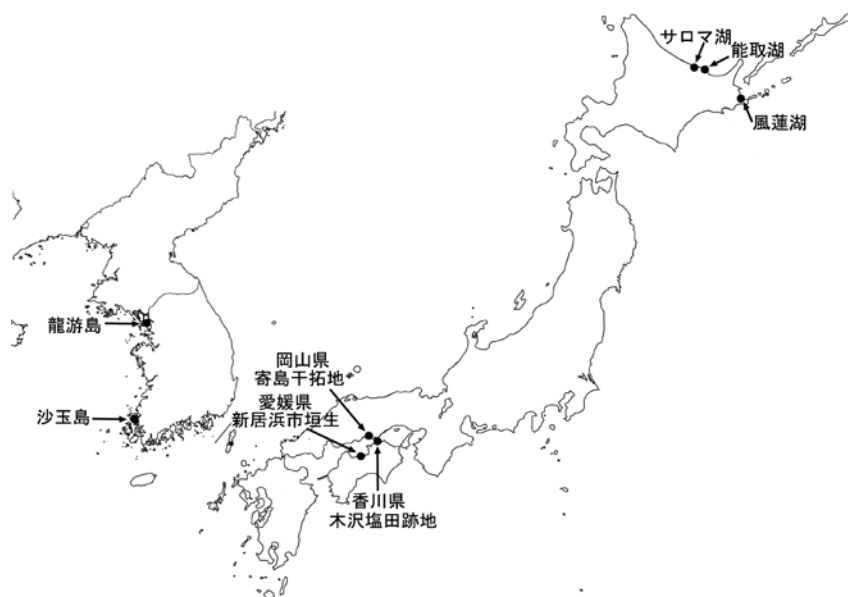 サロマ湖
能取湖
風蓮湖
龍游島
岡山県
寄島干拓地
愛媛県
新居浜市垣生
沙玉島
香川県
木沢塩田跡地